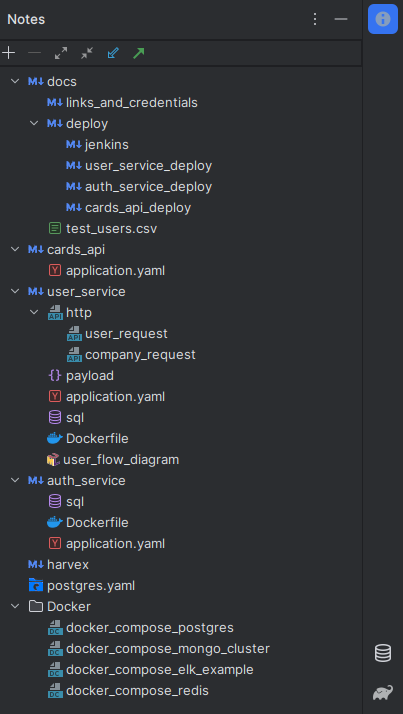 Notes
docs
links_and_credentials
deploy
jenkins
user_service_deploy
auth_service_deploy
cards_api_deploy
test_users.csv
cards_api
application.yaml
user_service
http
user_request
company_request
payload
application.yaml
sql
Dockerfile
user_flow_diagram
auth_service
sql
Dockerfile
application.yaml
harvex
postgres.yaml
Docker
docker_compose_postgres
docker_compose_mongo_cluster
docker_compose_elk_example
docker_compose_redis